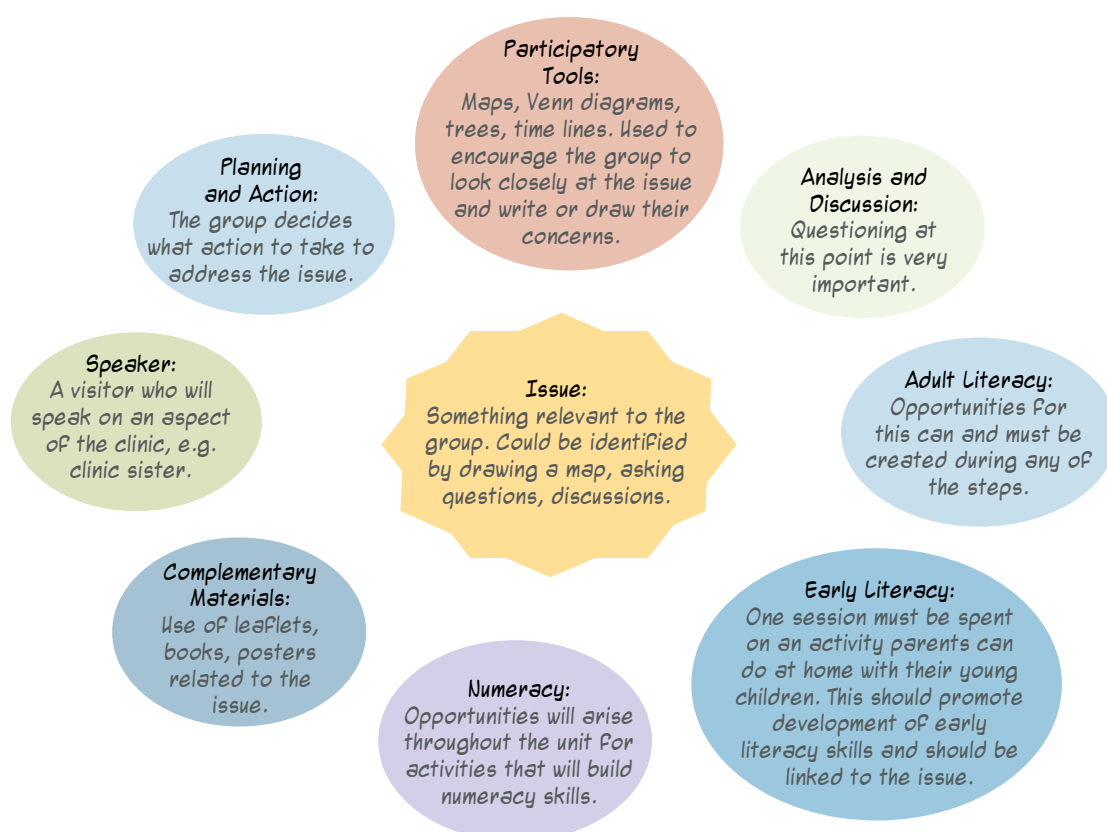 Participatory
Tools:
Maps, Venn diagrams,
trees, time lines. Used to
encourage the group to
look closely at the issue
and write or draw their
concerns.
Analysis and
Discussion:
Questioning at
this point is very
important.
Adult Literacy:
Opportunities for
this can and must be
created during any of
the steps.
Early Literacy:
One session must be spent
on an activity parents can
do at home with their young
children. This should promote
development of early
literacy skills and should be
linked to the issue.
Numeracy:
Opportunities will arise
throughout the unit for
activities that will build
numeracy skills.
Complementary
Materials:
Use of leaflets,
books, posters
related to the
issue.
Speaker:
A visitor who will
speak on an aspect
of the clinic, e.g.
clinic sister.
Planning
and Action:
The group decides
what action to take to
address the issue.
Issue:
Something relevant to the
group. Could be identified
by drawing a map, asking
questions, discussions.